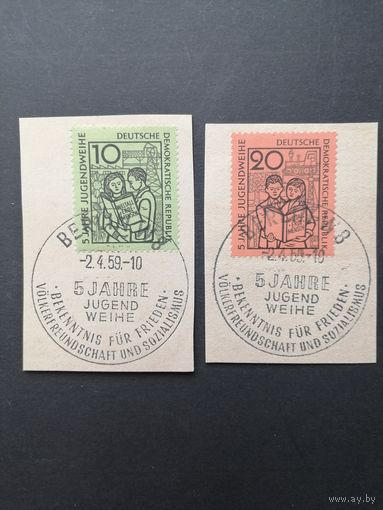 10
DEUTSCHE
DEMOKRATISCHE REPUBLIK
5 JAHRE JUGENDWEIHE
-2.4.59.-10
5 JAHRE
JUGEND
WEIHE
· BEKENNTNIS FÜR FRIEDEN ·
VÖLKERFREUNDSCHAFT UND SOZIALISMUS
20
DEUTSCHE
DEMOKRATISCHE REPUBLIK
5 JAHRE JUGENDWEIHE
-2.4.59.-10
5 JAHRE
JUGEND
WEIHE
· BEKENNTNIS FÜR FRIEDEN ·
VÖLKERFREUNDSCHAFT UND SOZIALISMUS
ay.by